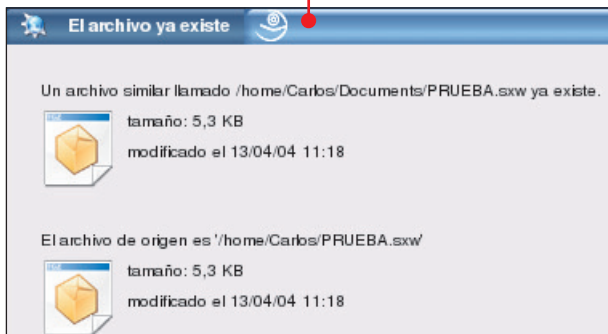 El archivo ya existe
Un archivo similar llamado /home/Carlos/Documents/PRUEBA.sxw ya existe.
tamaño: 5,3 KB
modificado el 13/04/04 11:18
El archivo de origen es '/home/Carlos/PRUEBA.sxw'
tamaño: 5,3 KB
modificado el 13/04/04 11:18